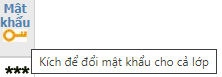 Mật
khẩu
Kích để đổi mật khẩu cho cả lớp
***